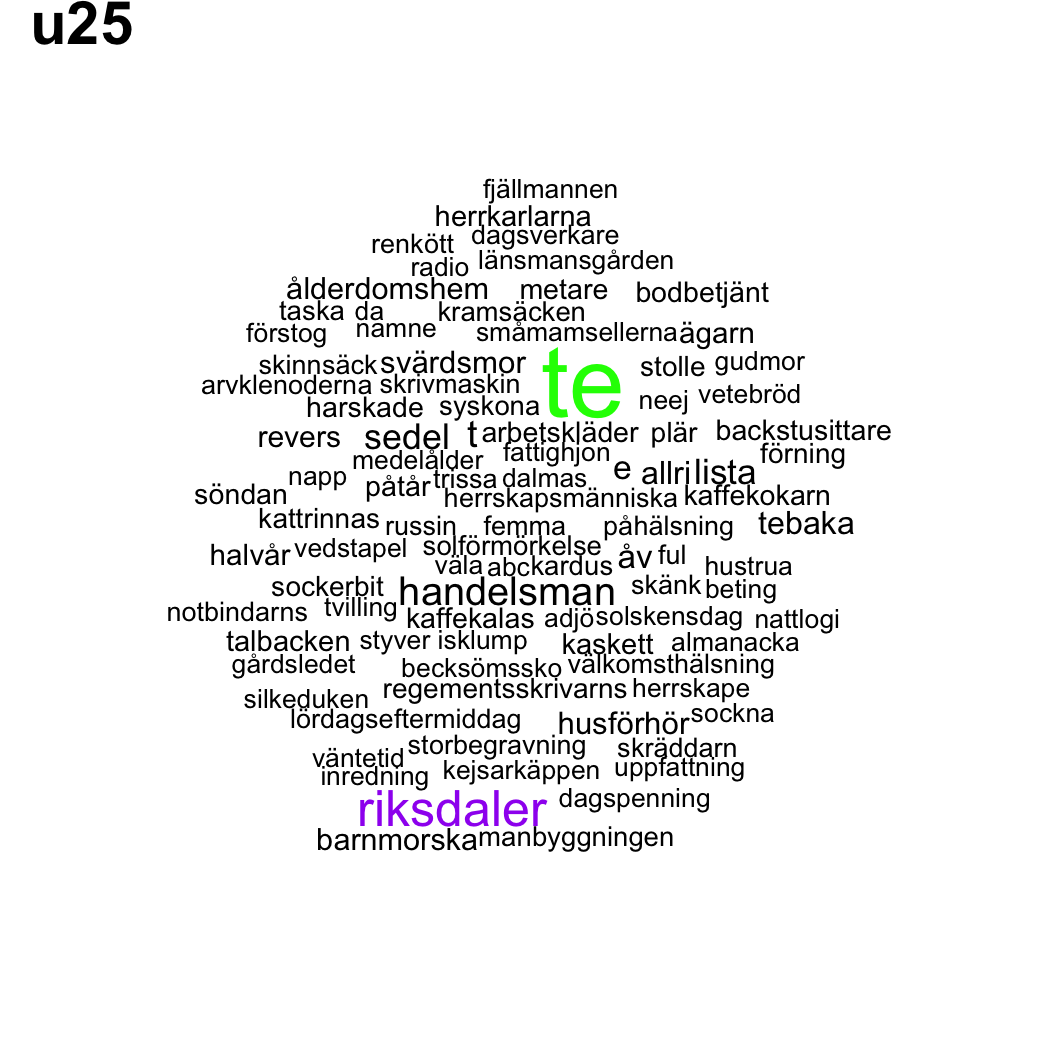 u25
fjällmannen
herrkarlarna
dagsverkare
renkött
länsmansgården
radio
ålderdomshem metare bodbetjänt
taska da kramsäcken
förstog namne småmamsellerna ägarn
skinnsäck svärdsmor te stolle gudmor
arvklenoderna skrivmaskin neej vetebröd
harskade syskona
revers sedel t arbetskläder plär backstusittare
medelålder fattighjon förning
napp påtår trissa dalmas e allri lista
söndan herrskapsmänniska kaffekokarn
kattrinnas russin femma påhälsning tebaka
halvår vedstapel solförmörkelse åv ful
väla abckardus hustrua
sockerbit handelsman skänk beting
notbindarns tvilling kaffekalas adjö solskensdag nattlogi
talbacken styver isklump kaskett almanacka
gårdsledet becksömssko välkomsthälsning
silkeduken regementsskrivarns herrskape
lördagseftermiddag husförhör sockna
väntetid storbegravning skräddarn
inredning kejsarkäppen uppfattning
riksdaler dagspenning
barnmorska manbyggningen